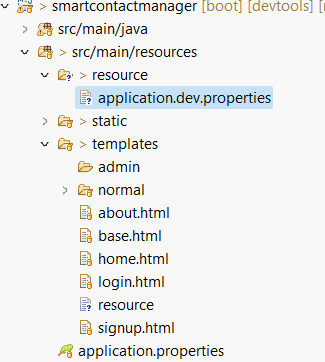 > smartcontactmanager [boot] [devtools] [
src/main/java
> src/main/resources
> resource
application.dev.properties
> static
> templates
admin
normal
about.html
base.html
home.html
login.html
resource
signup.html
application.properties